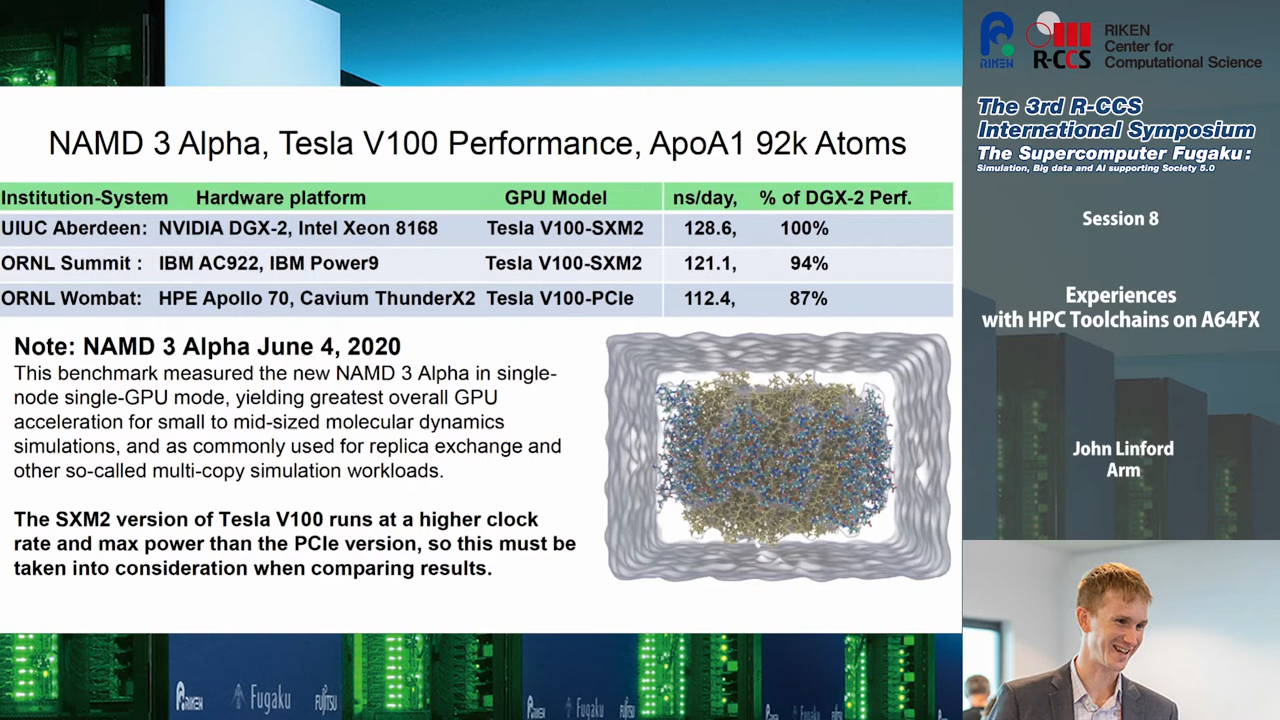 NAMD 3 Alpha, Tesla V100 Performance, ApoA1 92k Atoms
Institution-System Hardware platform GPU Model ns/day, % of DGX-2 Perf.
UIUC Aberdeen: NVIDIA DGX-2, Intel Xeon 8168 Tesla V100-SXM2 128.6, 100%
ORNL Summit : IBM AC922, IBM Power9 Tesla V100-SXM2 121.1, 94%
ORNL Wombat: HPE Apollo 70, Cavium ThunderX2 Tesla V100-PCIe 112.4, 87%
Note: NAMD 3 Alpha June 4, 2020
This benchmark measured the new NAMD 3 Alpha in single-
node single-GPU mode, yielding greatest overall GPU
acceleration for small to mid-sized molecular dynamics
simulations, and as commonly used for replica exchange and
other so-called multi-copy simulation workloads.
The SXM2 version of Tesla V100 runs at a higher clock
rate and max power than the PCIe version, so this must be
taken into consideration when comparing results.
RIKEN Fugaku FUJITSU
RIKEN Fugaku FUJITSU
Fugaku
RIKEN
R-CCS
RIKEN
Center for
Computational Science
The 3rd R-CCS
International Symposium
The Supercomputer Fugaku:
Simulation, Big data and AI supporting Society 5.0
Session 8
Experiences
with HPC Toolchains on A64FX
John Linford
Arm